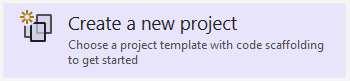 Create a new project
Choose a project template with code scaffolding
to get started